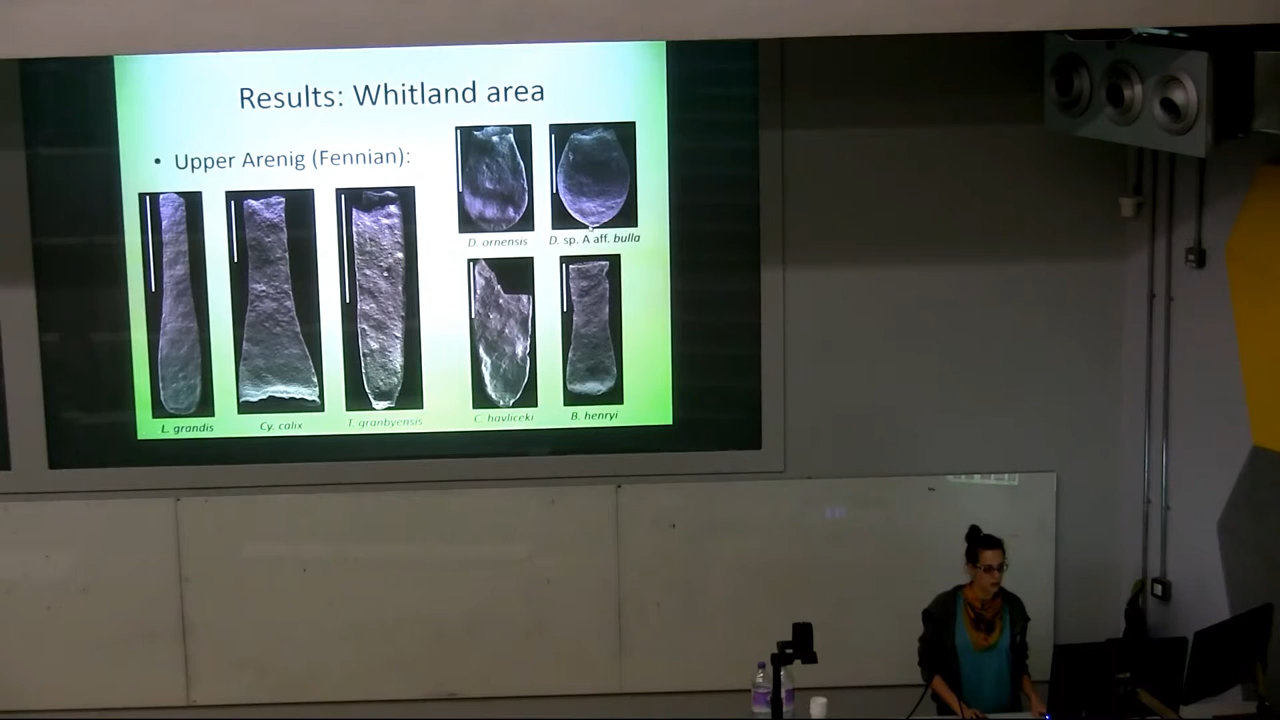 Results: Whitland area
• Upper Arenig (Fennian):
D. ornensis
D. sp. A aff. bulla
L. grandis
Cy. calix
T. granbyensis
C. havliceki
B. henryi